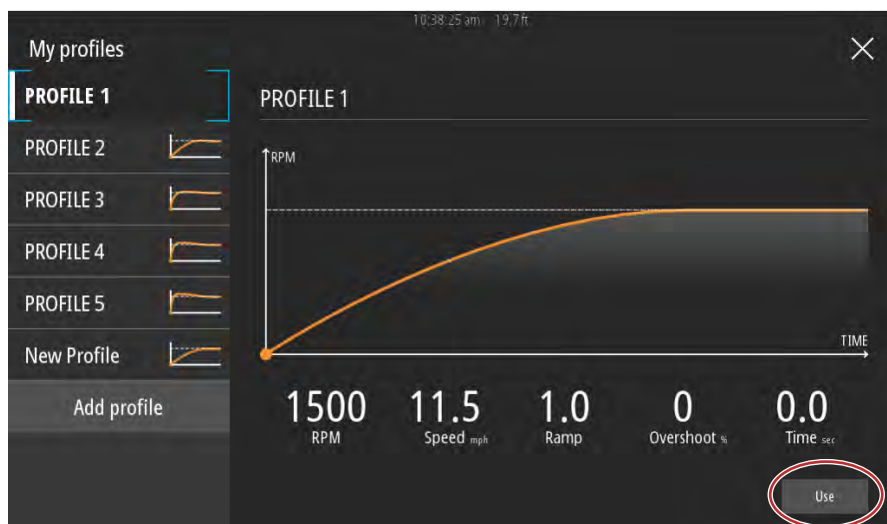 10:38:25 am 19.7 ft
My profiles
PROFILE 1
PROFILE 2
PROFILE 3
PROFILE 4
PROFILE 5
New Profile
Add profile
PROFILE 1
RPM
TIME
1500 11.5 1.0 0 0.0
RPM Speed mph Ramp Overshoot % Time sec
Use